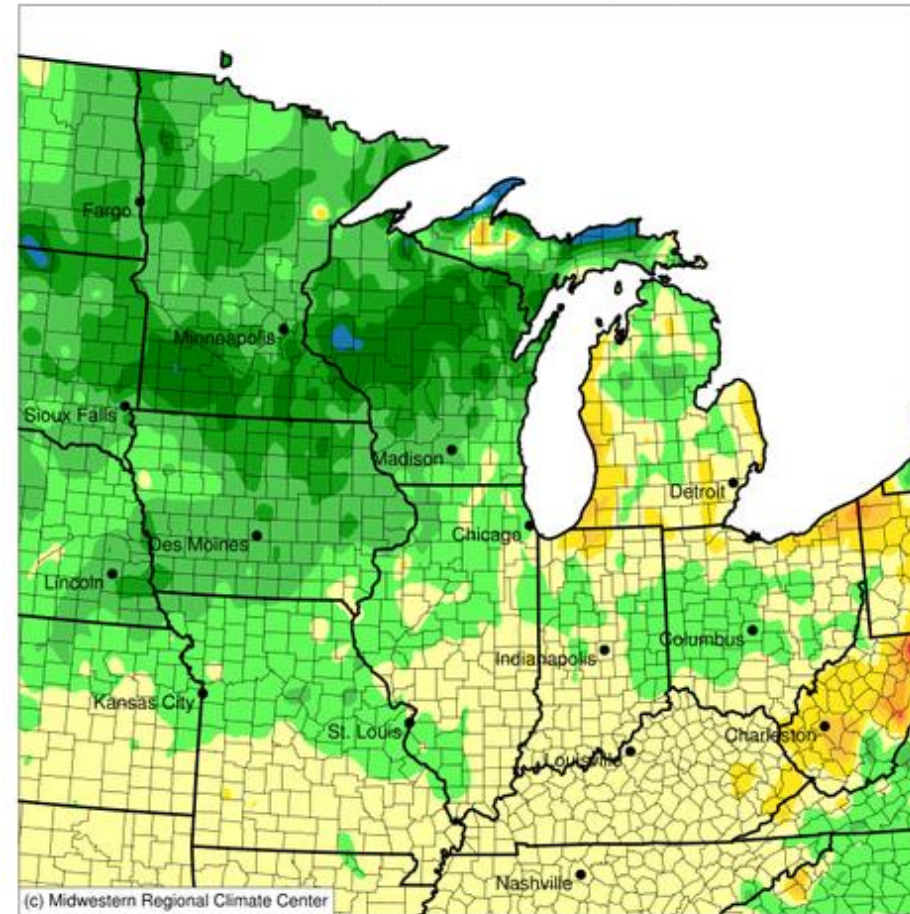 Fargo
Minneapolis
Sioux Falls
Madison
Detroit
Chicago
Des Moines
Lincoln
Columbus
Indianapolis
Kansas City
St. Louis
Charleston
Louisville
Nashville
(c) Midwestern Regional Climate Center